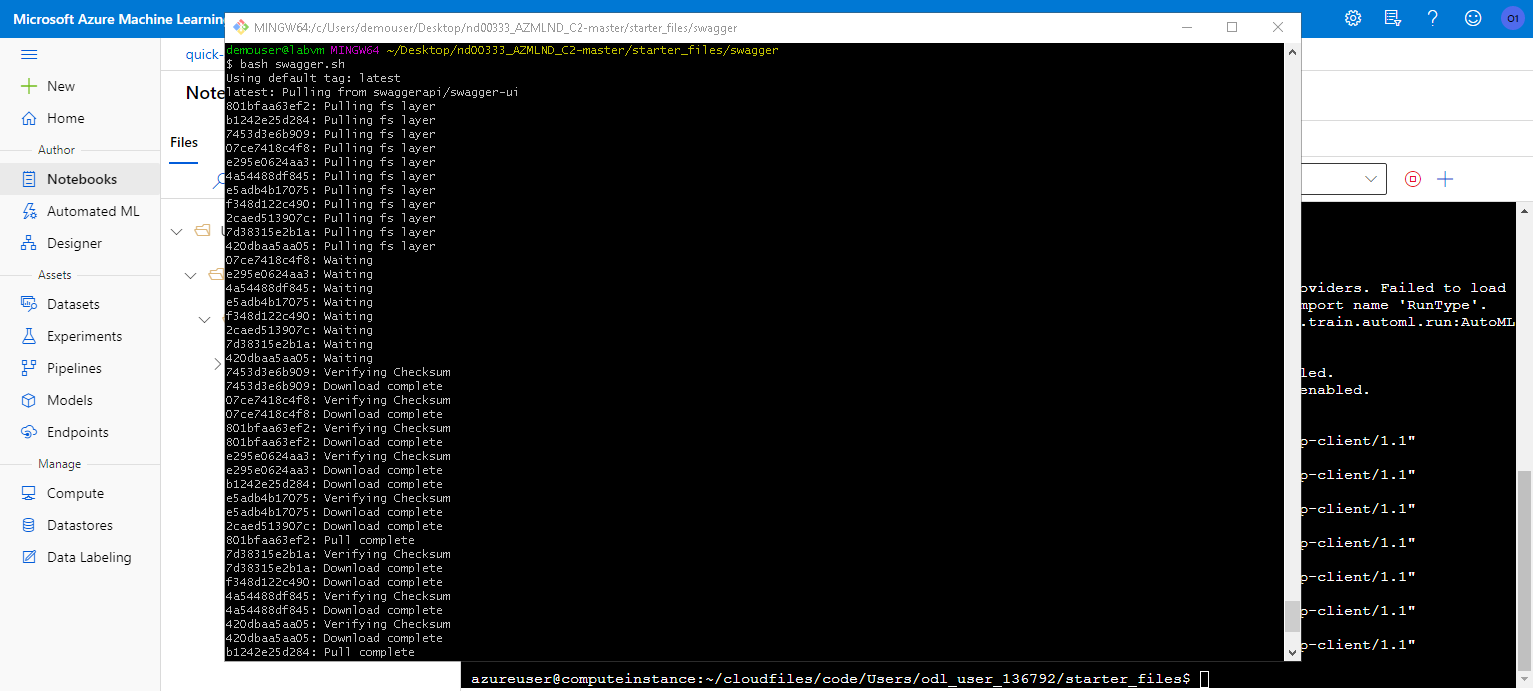 Microsoft Azure Machine Learnin
MINGW64:/c/Users/demouser/Desktop/nd00333_AZMLND_C2-master/starter_files/swagger
O1
New
Home
Author
Notebooks
Automated ML
Designer
Assets
Datasets
Experiments
Pipelines
Models
Endpoints
Manage
Compute
Datastores
Data Labeling
quick-
Note
Files
demouser@labvm MINGW64 ~/Desktop/nd00333_AZMLND_C2-master/starter_files/swagger
$ bash swagger.sh
Using default tag: latest
latest: Pulling from swaggerapi/swagger-ui
801bfaa63ef2: Pulling fs layer
b1242e25d284: Pulling fs layer
7453d3e6b909: Pulling fs layer
07ce7418c4f8: Pulling fs layer
e295e0624aa3: Pulling fs layer
4a54488df845: Pulling fs layer
e5adb4b17075: Pulling fs layer
f348d122c490: Pulling fs layer
2caed513907c: Pulling fs layer
7d38315e2b1a: Pulling fs layer
420dbaa5aa05: Pulling fs layer
07ce7418c4f8: Waiting
e295e0624aa3: Waiting
4a54488df845: Waiting
e5adb4b17075: Waiting
f348d122c490: Waiting
2caed513907c: Waiting
7d38315e2b1a: Waiting
420dbaa5aa05: Waiting
7453d3e6b909: Verifying Checksum
7453d3e6b909: Download complete
07ce7418c4f8: Verifying Checksum
07ce7418c4f8: Download complete
801bfaa63ef2: Verifying Checksum
801bfaa63ef2: Download complete
e295e0624aa3: Verifying Checksum
e295e0624aa3: Download complete
b1242e25d284: Download complete
e5adb4b17075: Verifying Checksum
e5adb4b17075: Download complete
2caed513907c: Download complete
801bfaa63ef2: Pull complete
7d38315e2b1a: Verifying Checksum
7d38315e2b1a: Download complete
f348d122c490: Download complete
4a54488df845: Verifying Checksum
4a54488df845: Download complete
420dbaa5aa05: Verifying Checksum
420dbaa5aa05: Download complete
b1242e25d284: Pull complete
oviders. Failed to load
mport name 'RunType'.
.train.automl.run:AutoML
led.
enabled.
p-client/1.1"
p-client/1.1"
p-client/1.1"
p-client/1.1"
p-client/1.1"
p-client/1.1"
p-client/1.1"
azureuser@computeinstance:~/cloudfiles/code/Users/odl_user_136792/starter_files$